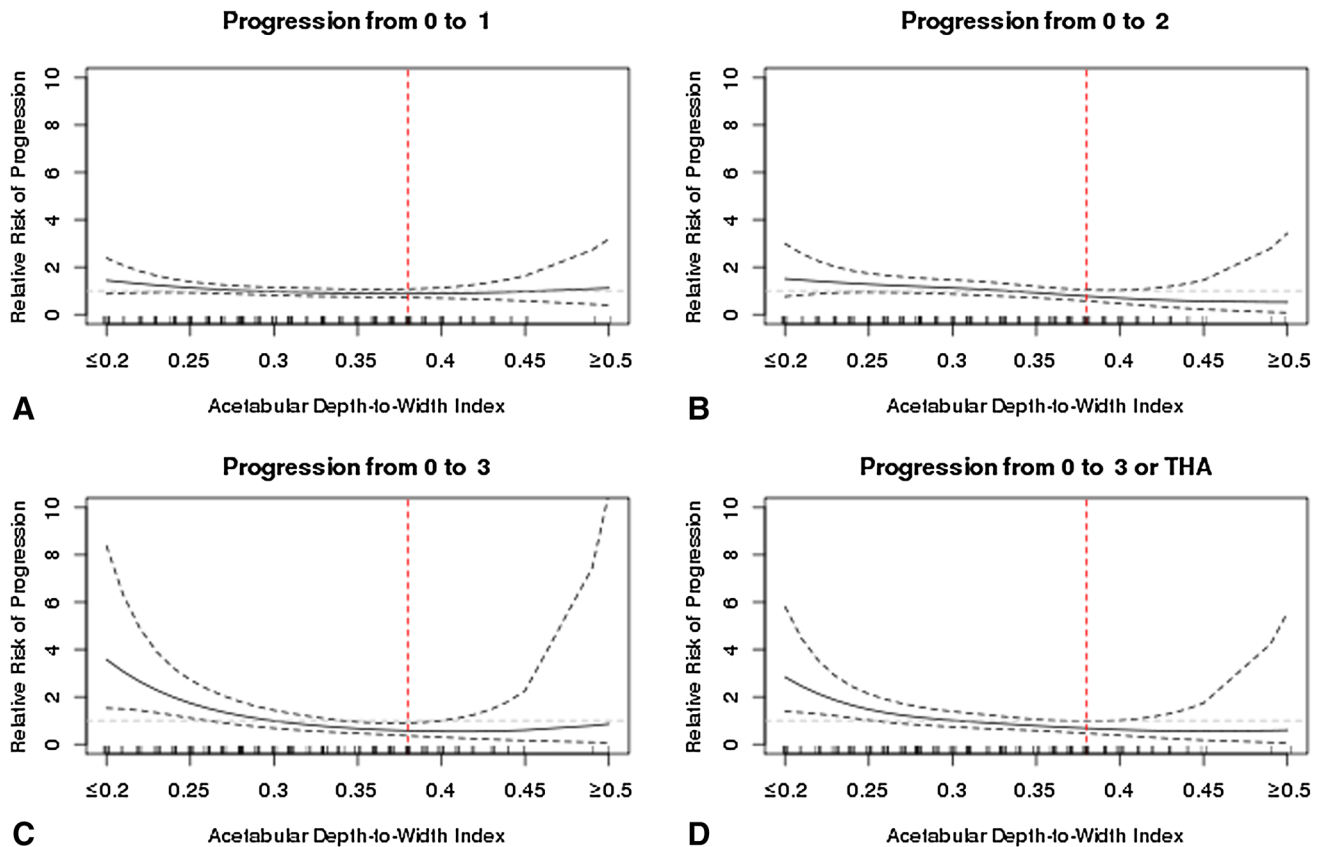 Progression from 0 to 1
Relative Risk of Progression
0 2 4 6 8 10
≤0.2 0.25 0.3 0.35 0.4 0.45 ≥0.5
Acetabular Depth-to-Width Index
A
Progression from 0 to 2
Relative Risk of Progression
0 2 4 6 8 10
≤0.2 0.25 0.3 0.35 0.4 0.45 ≥0.5
Acetabular Depth-to-Width Index
B
Progression from 0 to 3
Relative Risk of Progression
0 2 4 6 8 10
≤0.2 0.25 0.3 0.35 0.4 0.45 ≥0.5
Acetabular Depth-to-Width Index
C
Progression from 0 to 3 or THA
Relative Risk of Progression
0 2 4 6 8 10
≤0.2 0.25 0.3 0.35 0.4 0.45 ≥0.5
Acetabular Depth-to-Width Index
D